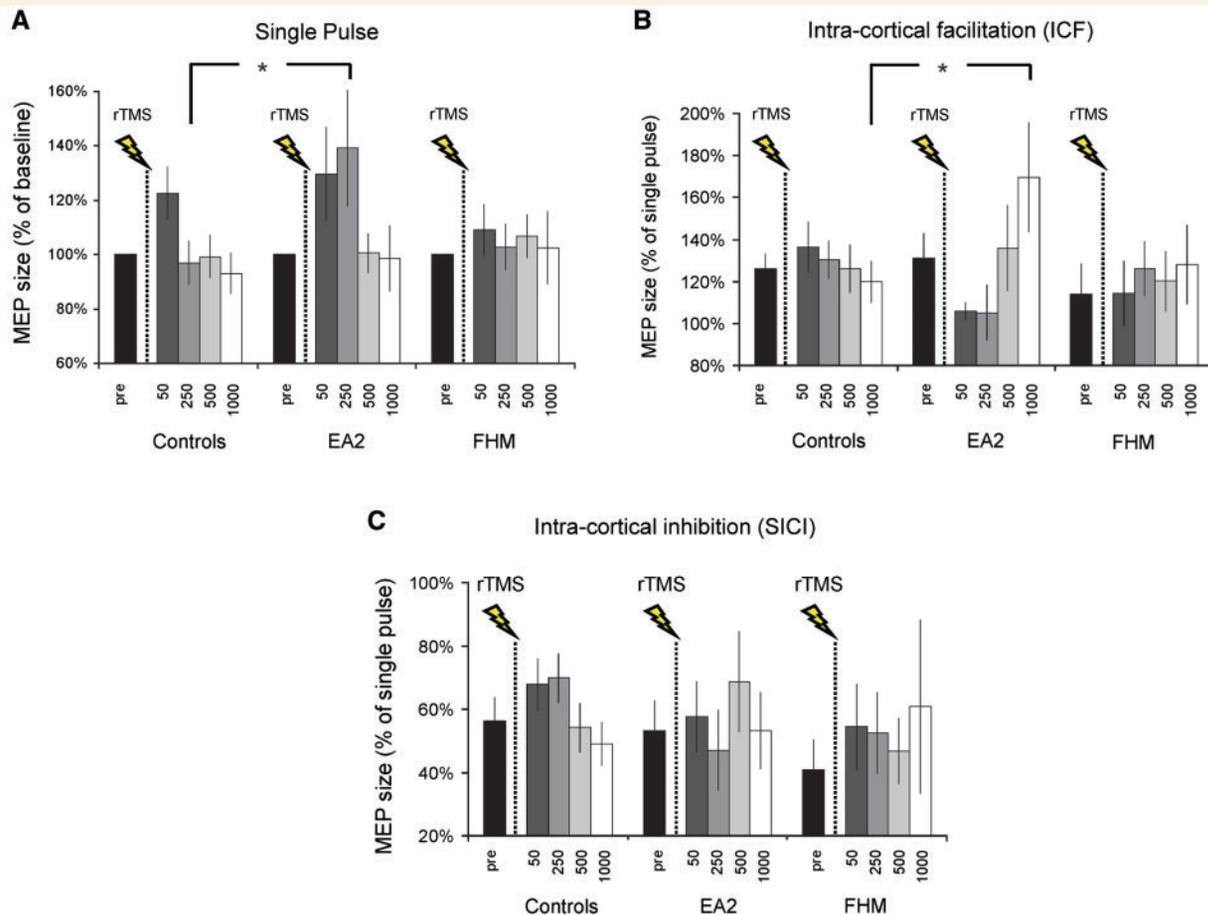 A
Single Pulse
*
MEP size (% of baseline)
160%
140%
120%
100%
80%
60%
rTMS
rTMS
rTMS
pre
50
250
500
1000
pre
50
250
500
1000
pre
50
250
500
1000
Controls
EA2
FHM
B
Intra-cortical facilitation (ICF)
*
MEP size (% of single pulse)
200%
180%
160%
140%
120%
100%
80%
rTMS
rTMS
rTMS
pre
50
250
500
1000
pre
50
250
500
1000
pre
50
250
500
1000
Controls
EA2
FHM
C
Intra-cortical inhibition (SICI)
MEP size (% of single pulse)
100%
80%
60%
40%
20%
rTMS
rTMS
rTMS
pre
50
250
500
1000
pre
50
250
500
1000
pre
50
250
500
1000
Controls
EA2
FHM